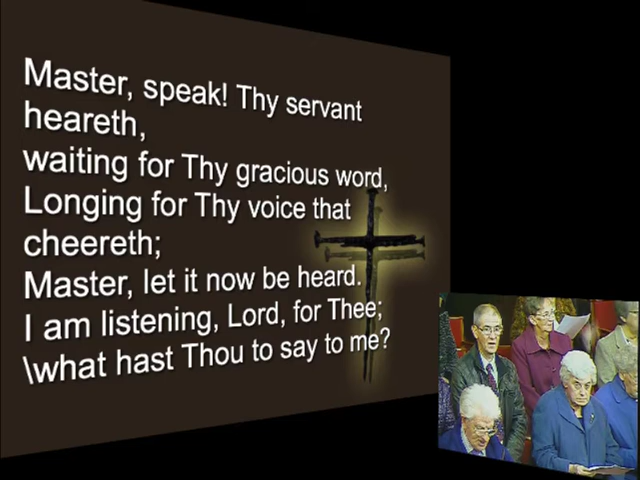 Master, speak! Thy servant
heareth,
waiting for Thy gracious word,
Longing for Thy voice that
cheereth;
Master, let it now be heard.
I am listening, Lord, for Thee;
\what hast Thou to say to me?